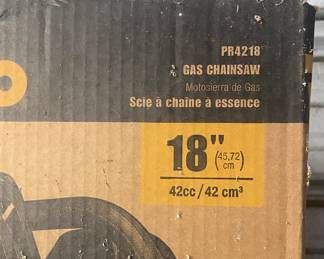 PR4218
GAS CHAINSAW
Motosierra de Gas
Scie à chaîne à essence
18" (45,72 cm)
42cc/42 cm³